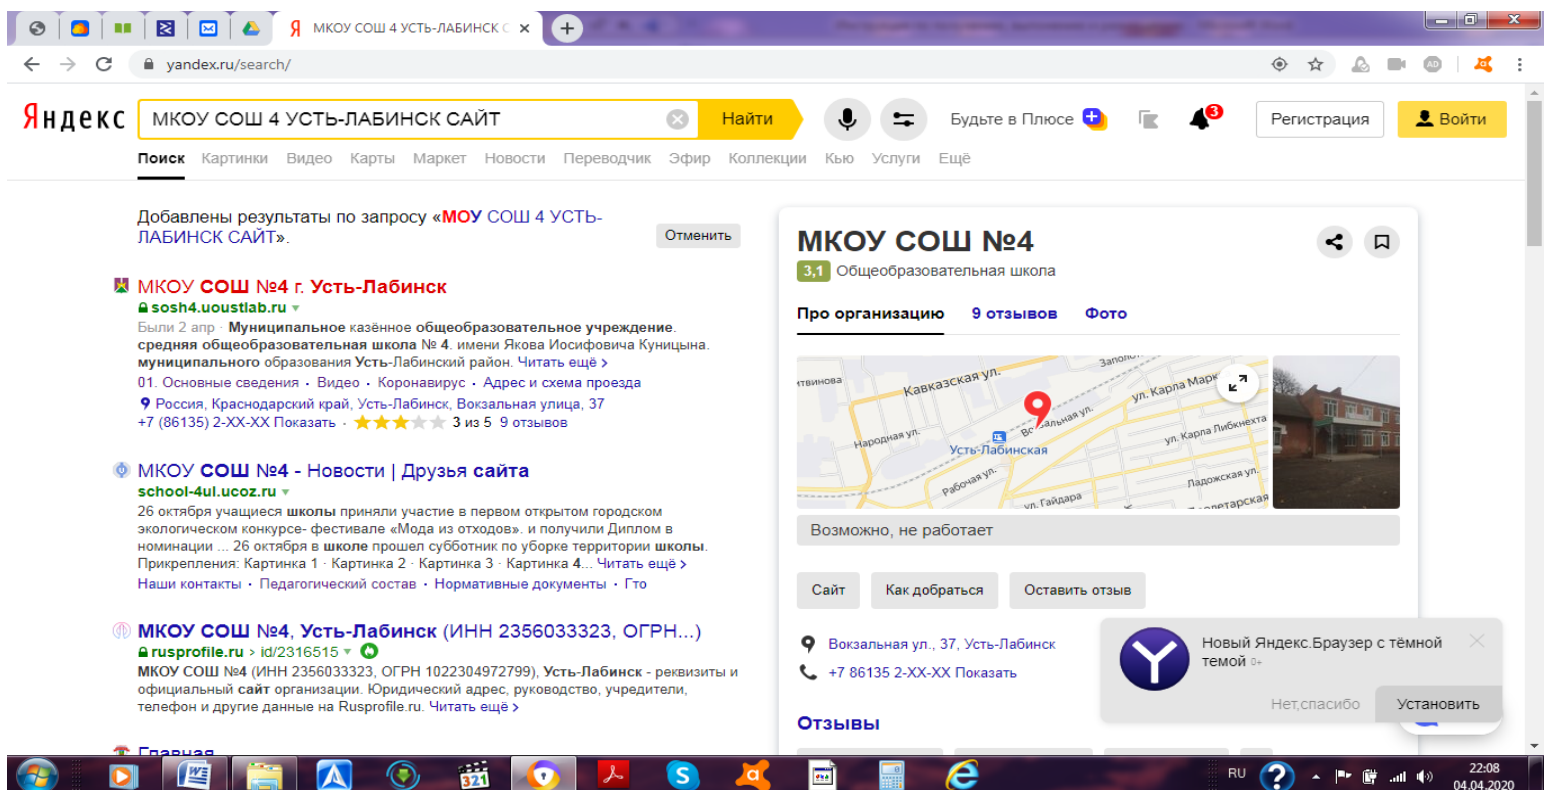 МКОУ СОШ 4 УСТЬ-ЛАБИНСК С
yandex.ru/search/
Яндекс
МКОУ СОШ 4 УСТЬ-ЛАБИНСК САЙТ
Найти
Будьте в Плюсе
3
Регистрация
Войти
Поиск Картинки Видео Карты Маркет Новости Переводчик Эфир Коллекции Кью Услуги Ещё
Добавлены результаты по запросу «МОУ СОШ 4 УСТЬ-
ЛАБИНСК САЙТ».
Отменить
МКОУ СОШ №4 г. Усть-Лабинск
sosh4.uoustlab.ru
Были 2 апр · Муниципальное казённое общеобразовательное учреждение.
средняя общеобразовательная школа № 4. имени Якова Иосифовича Куницына.
муниципального образования Усть-Лабинский район. Читать ещё >
01. Основные сведения · Видео · Коронавирус · Адрес и схема проезда
Россия, Краснодарский край, Усть-Лабинск, Вокзальная улица, 37
+7 (86135) 2-XX-XX Показать · 3 из 5 9 отзывов
МКОУ СОШ №4 - Новости | Друзья сайта
school-4ul.ucoz.ru
26 октября учащиеся школы приняли участие в первом открытом городском
экологическом конкурсе- фестивале «Мода из отходов». и получили Диплом в
номинации ... 26 октября в школе прошел субботник по уборке территории школы.
Прикрепления: Картинка 1 · Картинка 2 · Картинка 3 · Картинка 4... Читать ещё >
Наши контакты · Педагогический состав · Нормативные документы · Гто
МКОУ СОШ №4, Усть-Лабинск (ИНН 2356033323, ОГРН...)
rusprofile.ru › id/2316515
МКОУ СОШ №4 (ИНН 2356033323, ОГРН 1022304972799), Усть-Лабинск - реквизиты и
официальный сайт организации. Юридический адрес, руководство, учредители,
телефон и другие данные на Rusprofile.ru. Читать ещё >
Главная
МКОУ СОШ №4
3,1 Общеобразовательная школа
Про организацию 9 отзывов Фото
Кавказская ул.
ул. Карла
Народная ул.
Усть-Лабинская
ул. Карла Либкнехта
Рабочая ул.
Ладожская ул.
ул. Гайдара
Возможно, не работает
Сайт
Как добраться
Оставить отзыв
Вокзальная ул., 37, Усть-Лабинск
+7 86135 2-XX-XX Показать
Отзывы
Новый Яндекс.Браузер с тёмной
темой 0+
Нет,спасибо
Установить
321
RU
22:08
04.04.2020